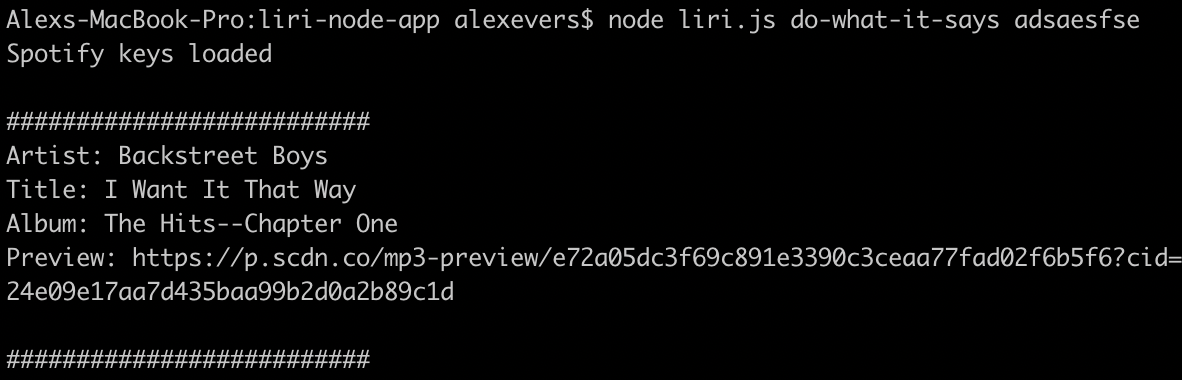 Alexs-MacBook-Pro:liri-node-app alexevers$ node liri.js do-what-it-says adsaesfse
Spotify keys loaded
##########################
Artist: Backstreet Boys
Title: I Want It That Way
Album: The Hits--Chapter One
Preview: https://p.scdn.co/mp3-preview/e72a05dc3f69c891e3390c3ceaa77fad02f6b5f6?cid=
24e09e17aa7d435baa99b2d0a2b89c1d
##########################